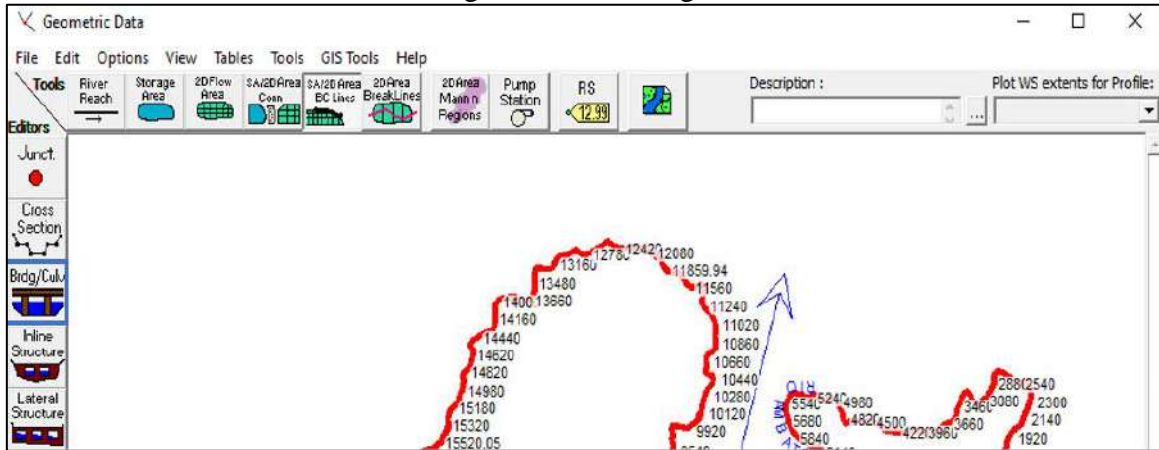 Geometric Data
File Edit Options View Tables Tools GIS Tools Help
Tools
Editors
River Reach
Storage Area
2D Flow Area
SA/2D Area Conn
SA/2D Area BC Lines
2D Area BreakLines
2D Area Mann n Regions
Pump Station
RS
12.99
Description :
...
Plot WS extents for Profile:
Junct.
Cross Section
Brdg/Culv
Inline Structure
Lateral Structure
12420
12080
13160
11859.94
13480
11560
13660
11240
14160
11020
14440
10860
14620
10660
14820
10440
14980
10280
15180
10120
15320
9920
15520.05
RIO
5240
4980
4500
5680
5840
3660
3080
2540
2300
2140
1920